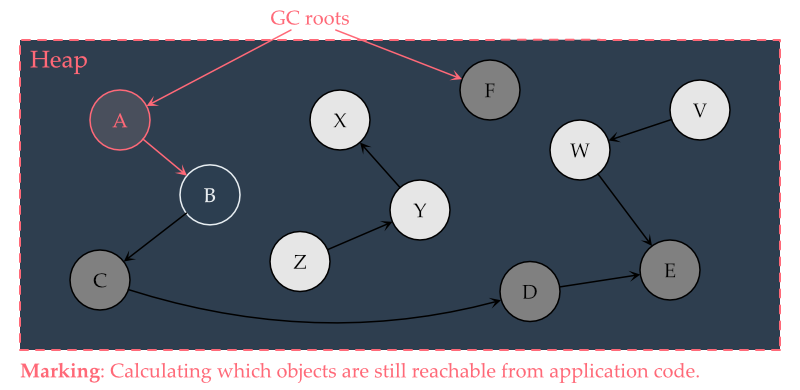 GC roots
Heap
A
F
X
V
W
B
Y
Z
C
D
E
Marking: Calculating which objects are still reachable from application code.